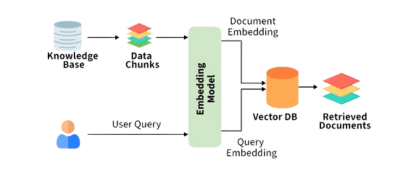 Document
Embedding
Knowledge
Base
Data
Chunks
Embedding
Model
User Query
Vector DB
Retrieved
Documents
Query
Embedding